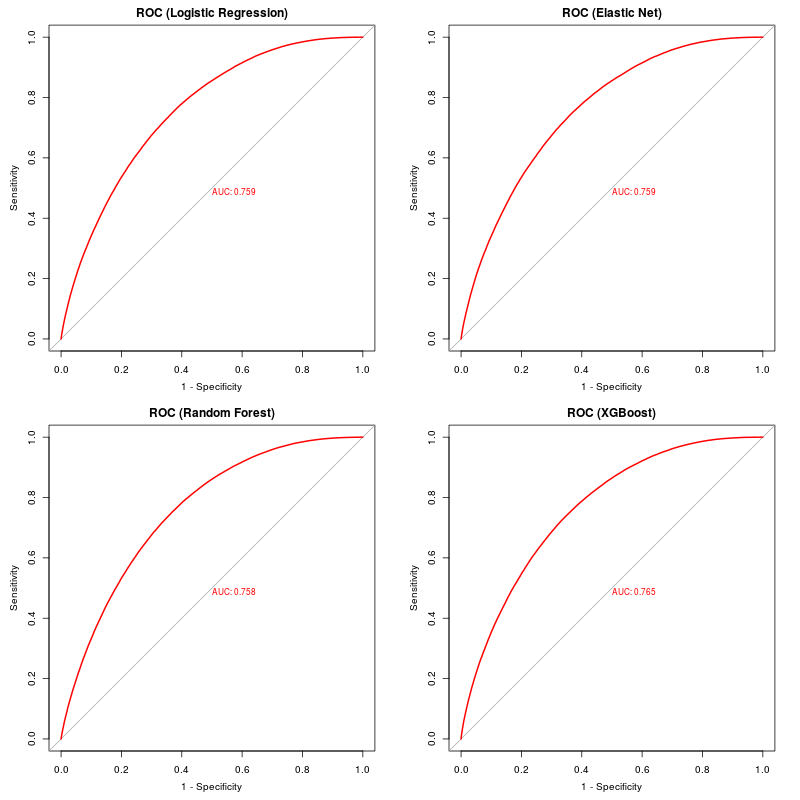 ROC (Logistic Regression)
Sensitivity
1.0
0.8
0.6
0.4
0.2
0.0
AUC: 0.759
0.0 0.2 0.4 0.6 0.8 1.0
1 - Specificity
ROC (Elastic Net)
Sensitivity
1.0
0.8
0.6
0.4
0.2
0.0
AUC: 0.759
0.0 0.2 0.4 0.6 0.8 1.0
1 - Specificity
ROC (Random Forest)
Sensitivity
1.0
0.8
0.6
0.4
0.2
0.0
AUC: 0.758
0.0 0.2 0.4 0.6 0.8 1.0
1 - Specificity
ROC (XGBoost)
Sensitivity
1.0
0.8
0.6
0.4
0.2
0.0
AUC: 0.765
0.0 0.2 0.4 0.6 0.8 1.0
1 - Specificity